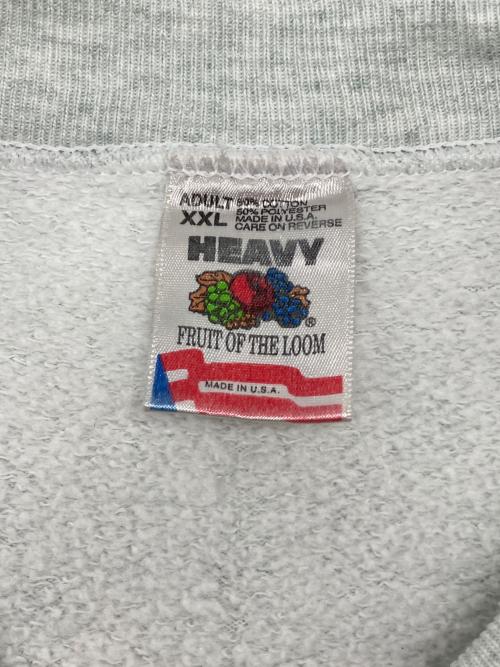 ADULT 50% COTTON
XXL 50% POLYESTER
MADE IN U.S.A.
CARE ON REVERSE
HEAVY
®
FRUIT OF THE LOOM
MADE IN U.S.A.